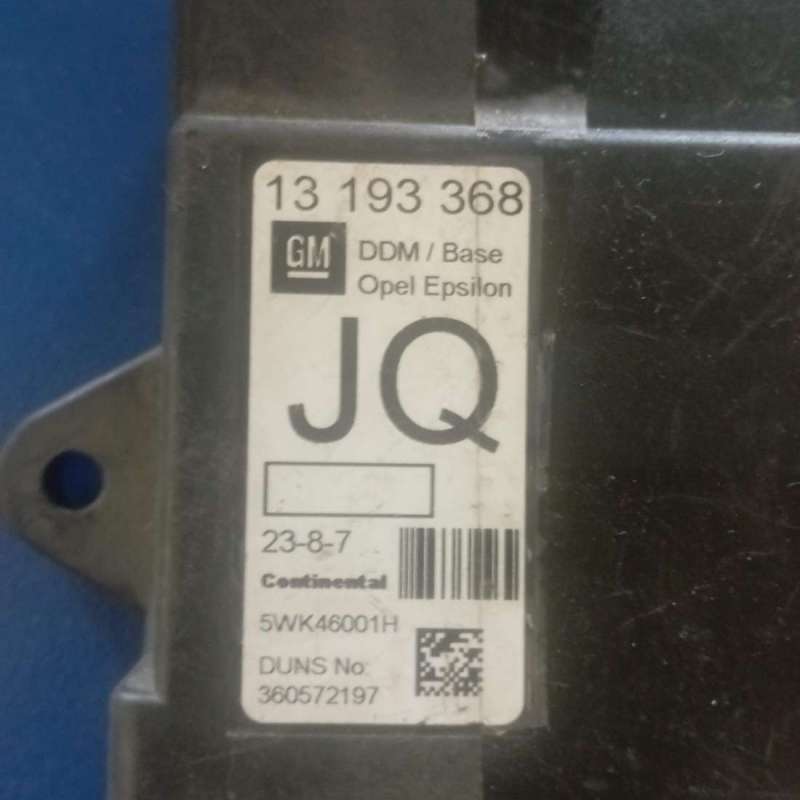 13 193 368
GM
DDM / Base
Opel Epsilon
JQ
23-8-7
Continental
5WK46001H
DUNS No:
360572197